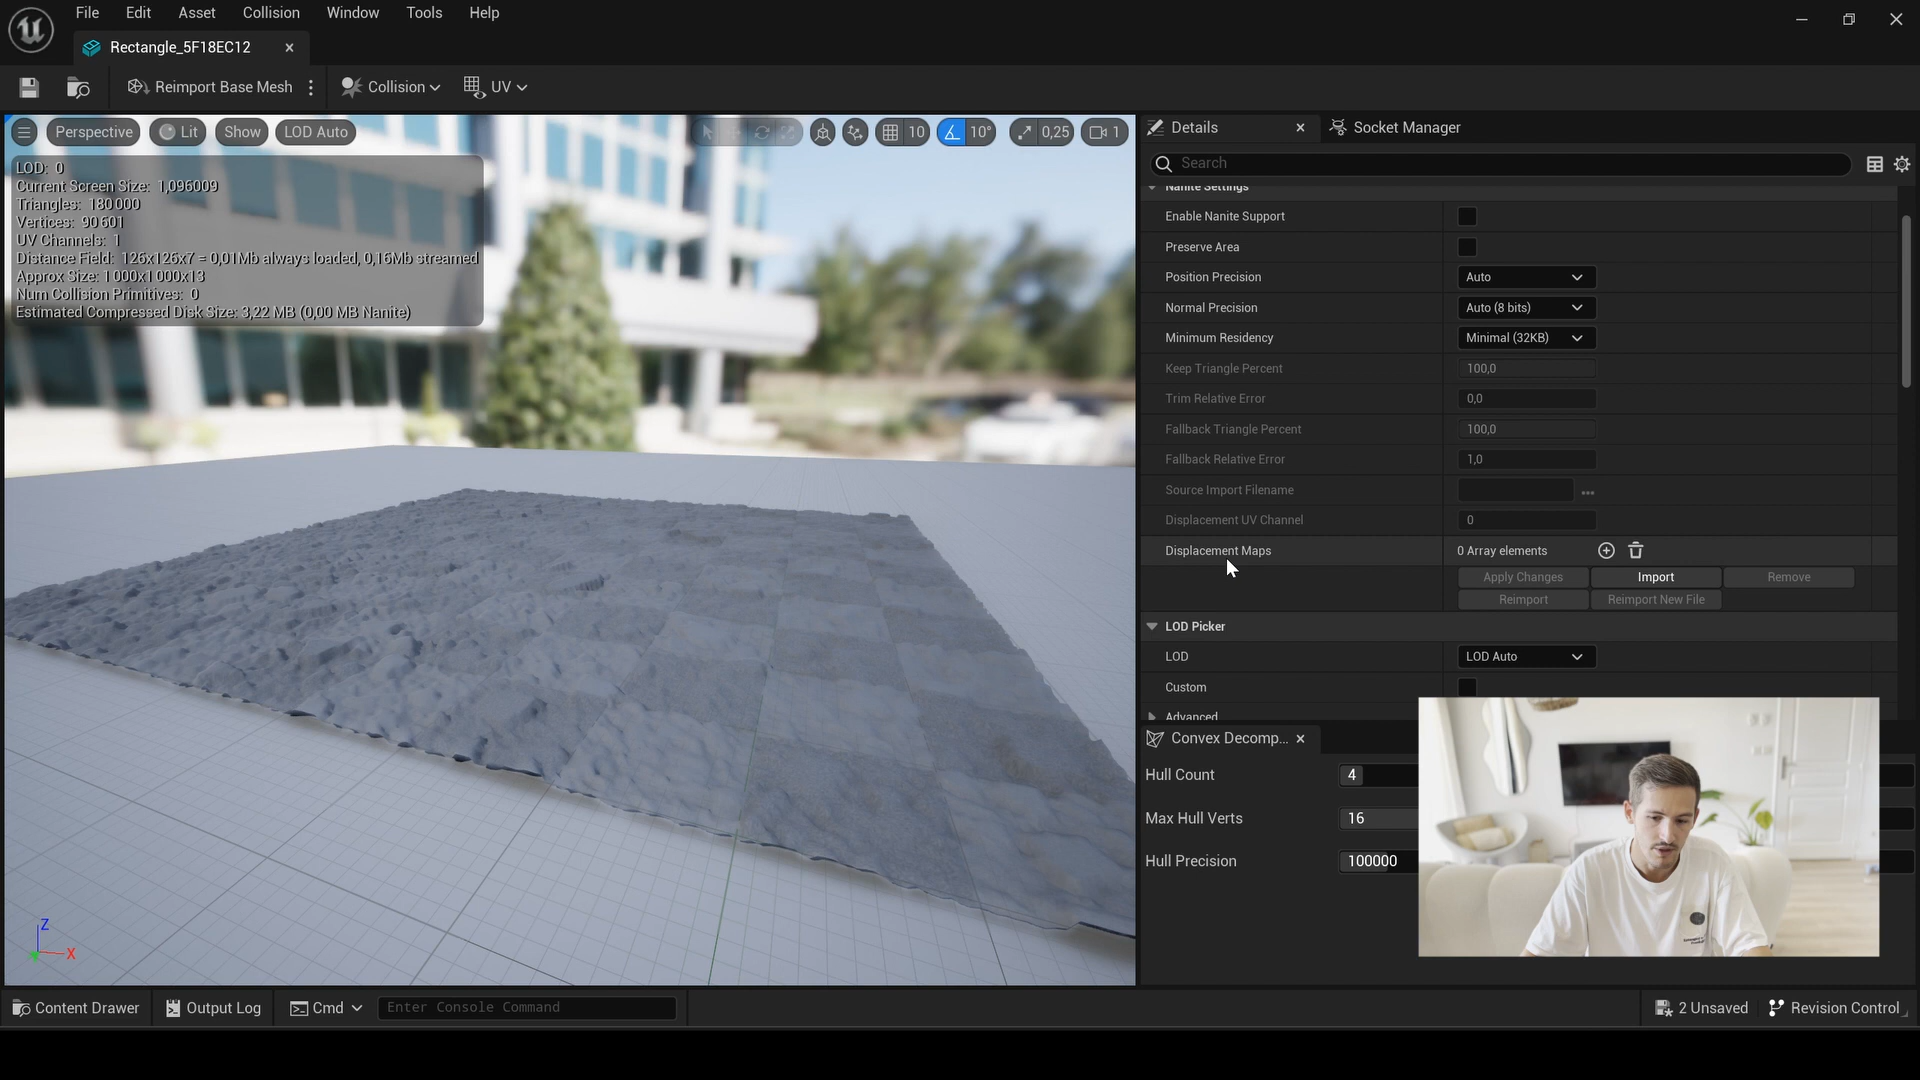 File Edit Asset Collision Window Tools Help
Rectangle_5F18EC12
Reimport Base Mesh Collision UV
Perspective Lit Show LOD Auto 10 10° 0,25 1
LOD: 0
Current Screen Size: 1,096009
Triangles: 180 000
Vertices: 90 601
UV Channels: 1
Distance Field: 126x126x7 = 0,01Mb always loaded, 0,16Mb streamed
Approx Size: 1 000x1 000x13
Num Collision Primitives: 0
Estimated Compressed Disk Size: 3,22 MB (0,00 MB Nanite)
Z
X
Details Socket Manager
Search
Nanite Settings
Enable Nanite Support
Preserve Area
Position Precision Auto
Normal Precision Auto (8 bits)
Minimum Residency Minimal (32KB)
Keep Triangle Percent 100,0
Trim Relative Error 0,0
Fallback Triangle Percent 100,0
Fallback Relative Error 1,0
Source Import Filename
Displacement UV Channel 0
Displacement Maps 0 Array elements
Apply Changes Import Remove
Reimport Reimport New File
LOD Picker
LOD LOD Auto
Custom
Advanced
Convex Decomp...
Hull Count 4
Max Hull Verts 16
Hull Precision 100000
Content Drawer Output Log Cmd Enter Console Command 2 Unsaved Revision Control